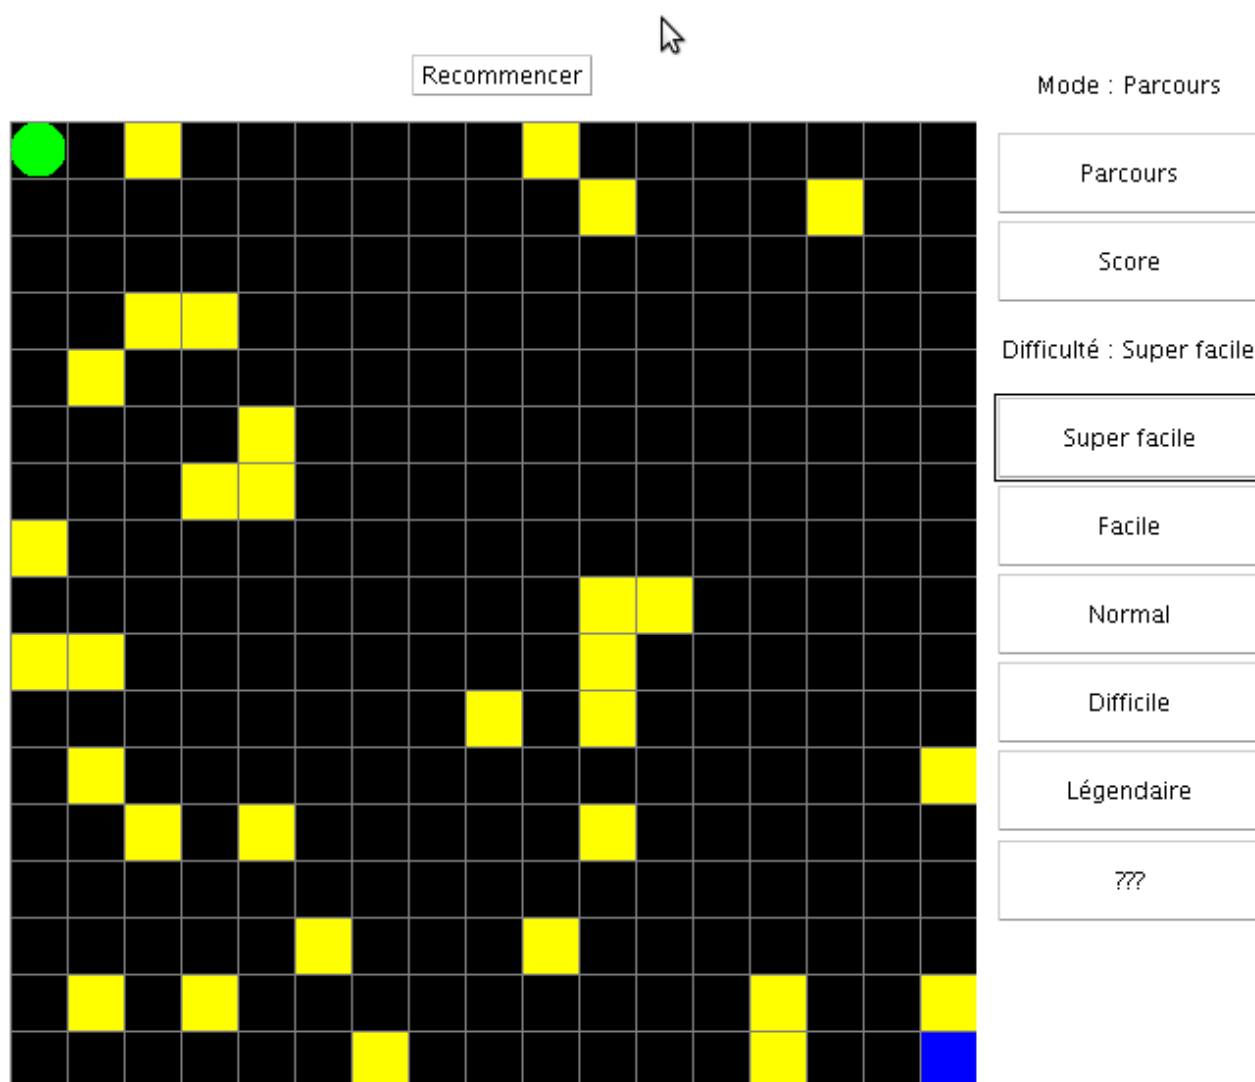 Recommencer
Mode : Parcours
Parcours
Score
Difficulté : Super facile
Super facile
Facile
Normal
Difficile
Légendaire
???